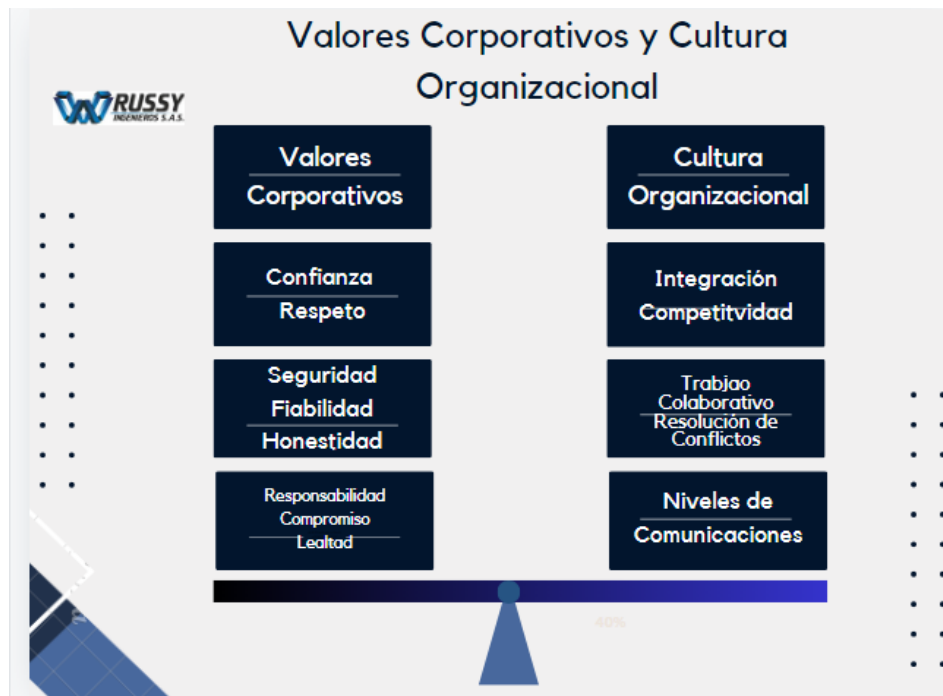 Valores Corporativos y Cultura
Organizacional
RUSSY
INGENIEROS S.A.S.
Valores
Corporativos
Confianza
Respeto
Seguridad
Fiabilidad
Honestidad
Responsabilidad
Compromiso
Lealtad
Cultura
Organizacional
Integración
Competitvidad
Trabjao
Colaborativo
Resolución de
Conflictos
Niveles de
Comunicaciones
40%